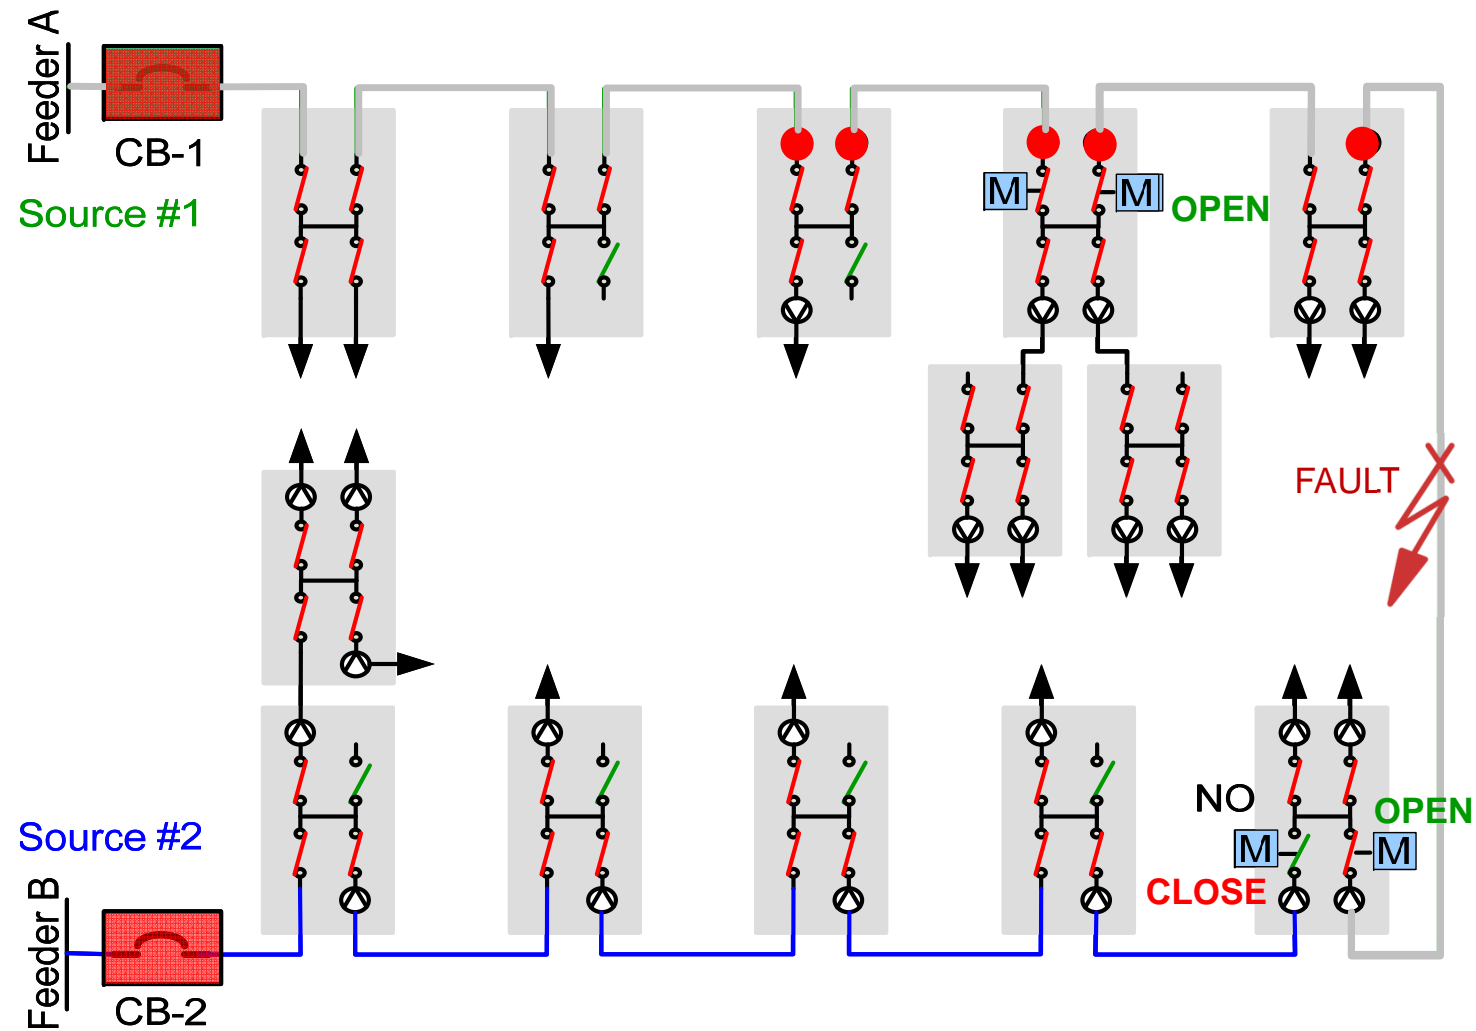 Feeder A
CB-1
Source #1
M
M
OPEN
FAULT
NO
OPEN
Source #2
M
M
CLOSE
Feeder B
CB-2